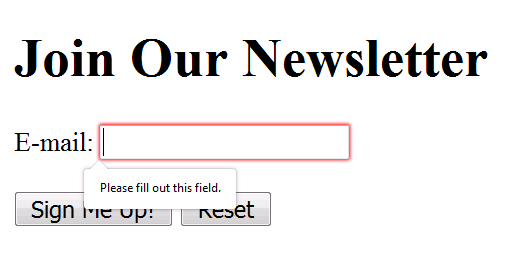 Join Our Newsletter
E-mail:
Please fill out this field.
Sign Me Up! Reset